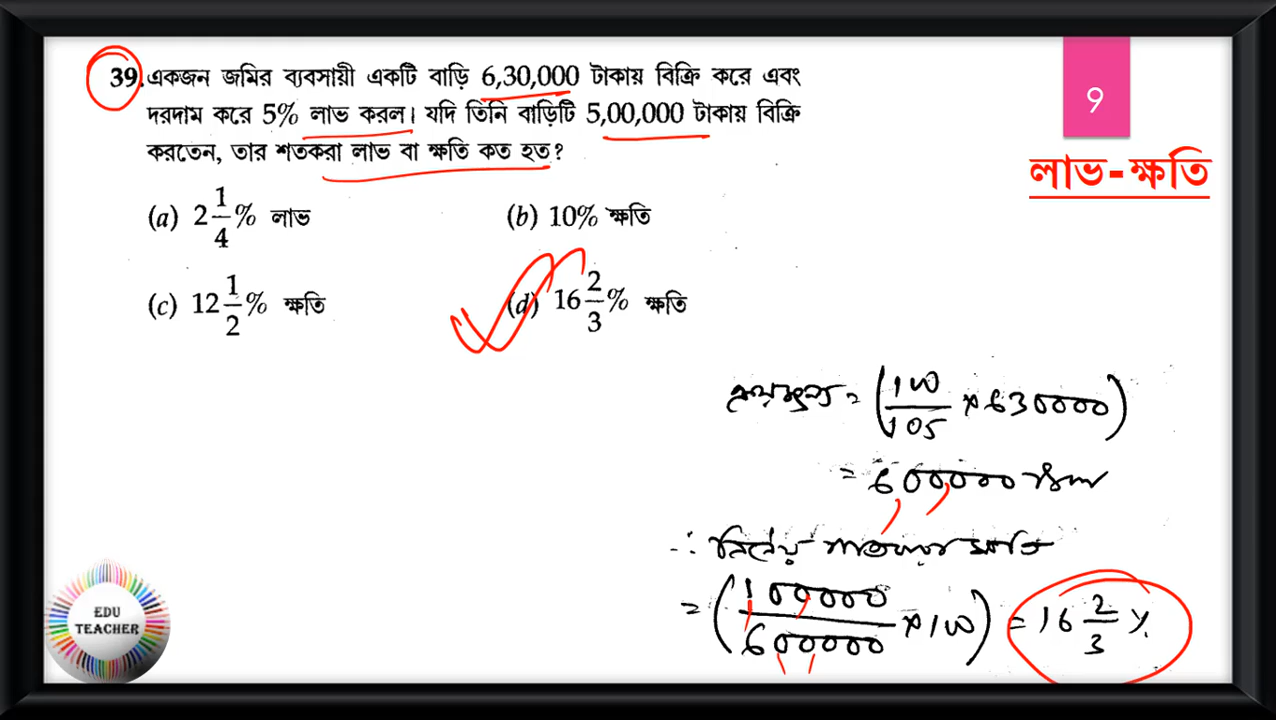 39. একজন জমির ব্যবসায়ী একটি বাড়ি 6,30,000 টাকায় বিক্রি করে এবং
দরদাম করে 5% লাভ করল। যদি তিনি বাড়িটি 5,00,000 টাকায় বিক্রি
করতেন, তার শতকরা লাভ বা ক্ষতি কত হত?
(a) 2 1/4 % লাভ (b) 10% ক্ষতি
(c) 12 1/2 % ক্ষতি (d) 16 2/3 % ক্ষতি
9
লাভ-ক্ষতি
ক্রয়মূল্য = (100/105 × 630000)
= 600000 টাকা
∴ নির্ণেয় শতকরা ক্ষতি
= (100000/600000 × 100) = 16 2/3 %
EDU
TEACHER